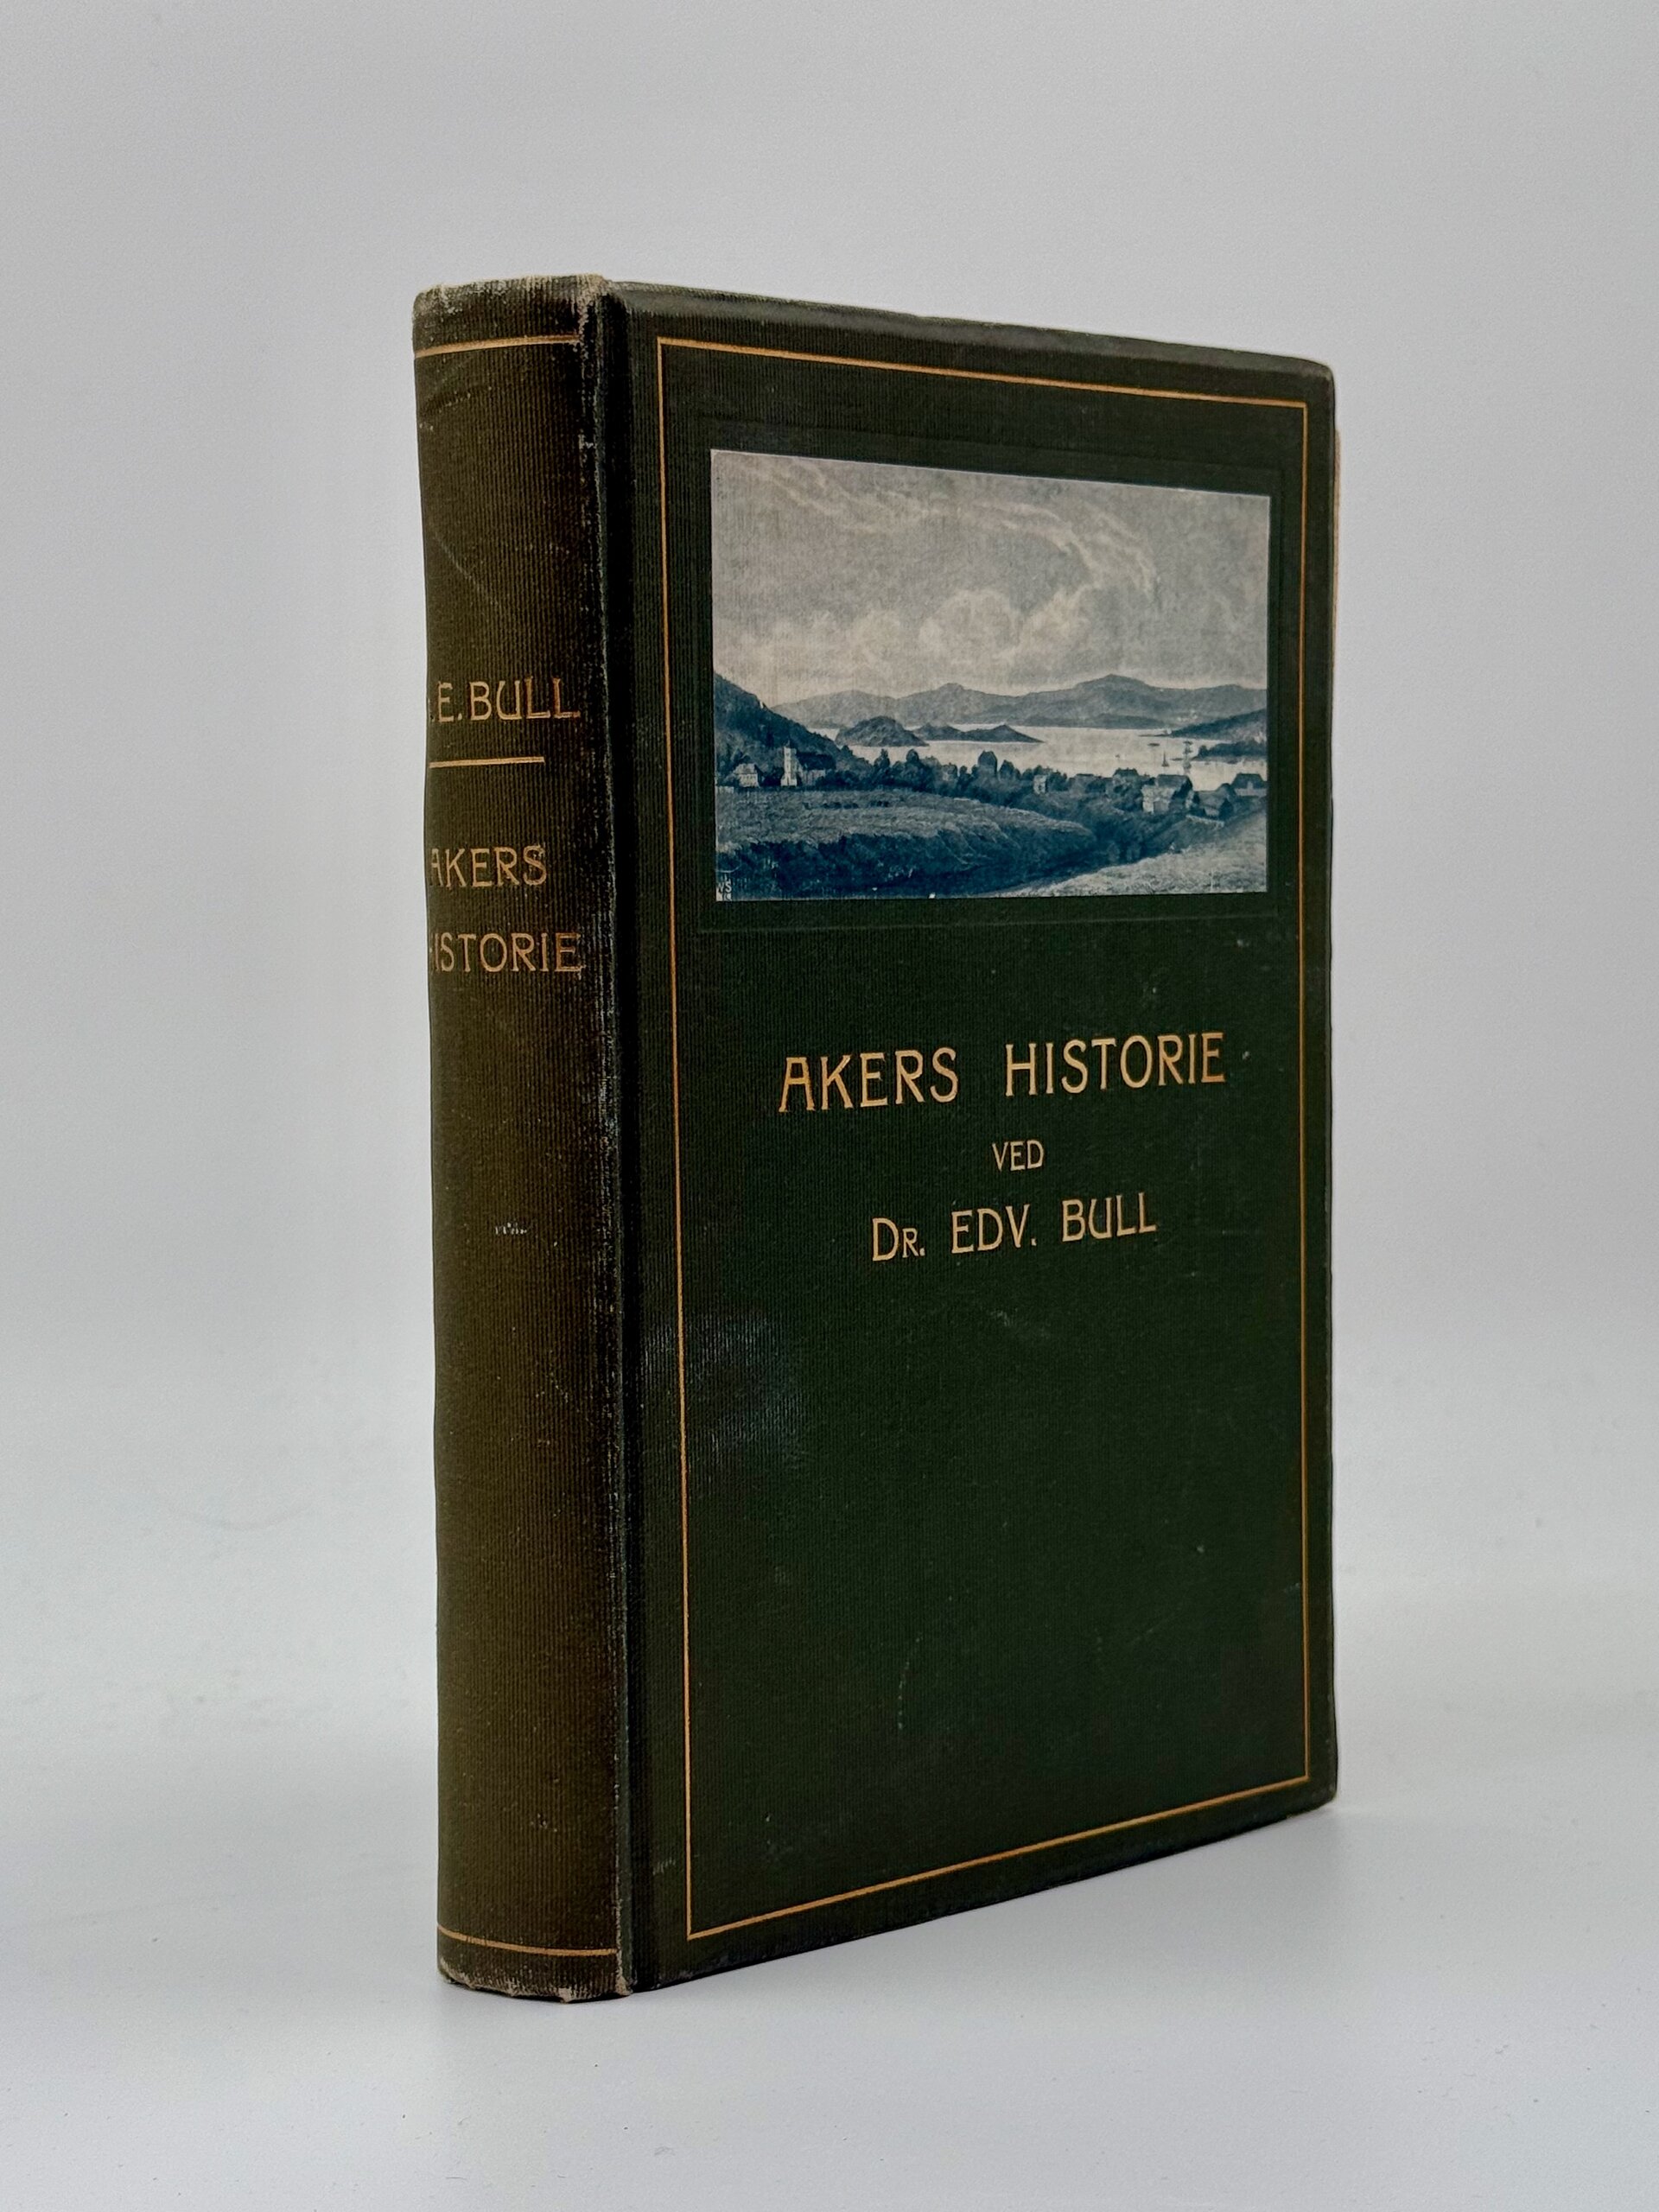 .E. BULL
AKERS
HISTORIE
AKERS HISTORIE
VED
DR. EDV. BULL